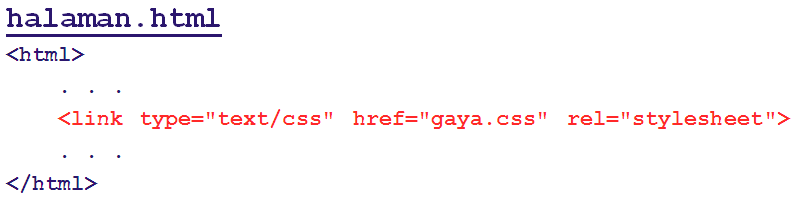 halaman.html
<html>
. . .
<link type="text/css" href="gaya.css" rel="stylesheet">
. . .
</html>